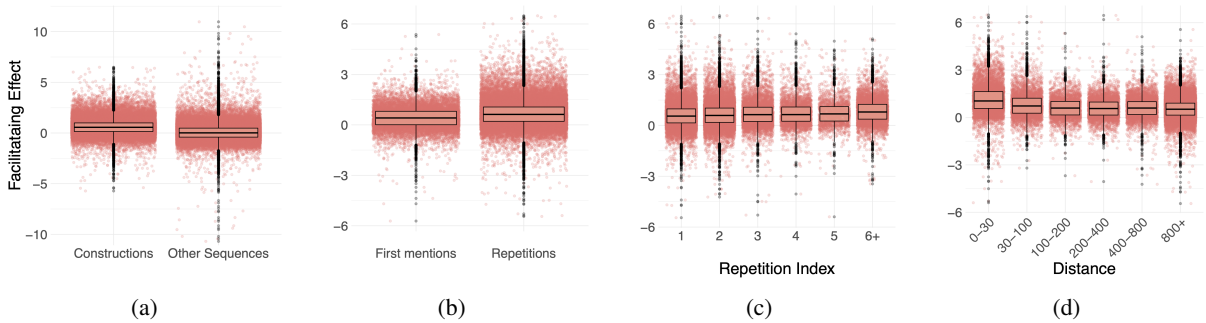 Facilitataing Effect
10
5
0
−5
−10
Constructions
Other Sequences
(a)
6
3
0
−3
−6
First mentions
Repetitions
(b)
6
3
0
−3
−6
1 2 3 4 5 6+
Repetition Index
(c)
6
3
0
−3
−6
0−30 30−100 100−200 200−400 400−800 800+
Distance
(d)